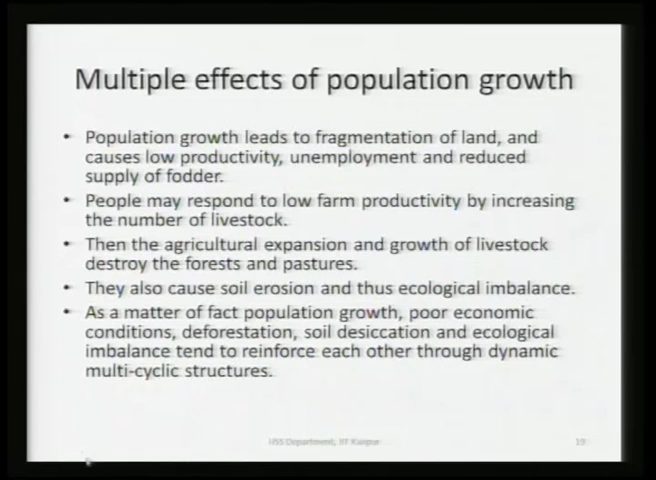 Multiple effects of population growth
• Population growth leads to fragmentation of land, and
causes low productivity, unemployment and reduced
supply of fodder.
• People may respond to low farm productivity by increasing
the number of livestock.
• Then the agricultural expansion and growth of livestock
destroy the forests and pastures.
• They also cause soil erosion and thus ecological imbalance.
• As a matter of fact population growth, poor economic
conditions, deforestation, soil desiccation and ecological
imbalance tend to reinforce each other through dynamic
multi-cyclic structures.
HSS Department, IIT Kanpur
19